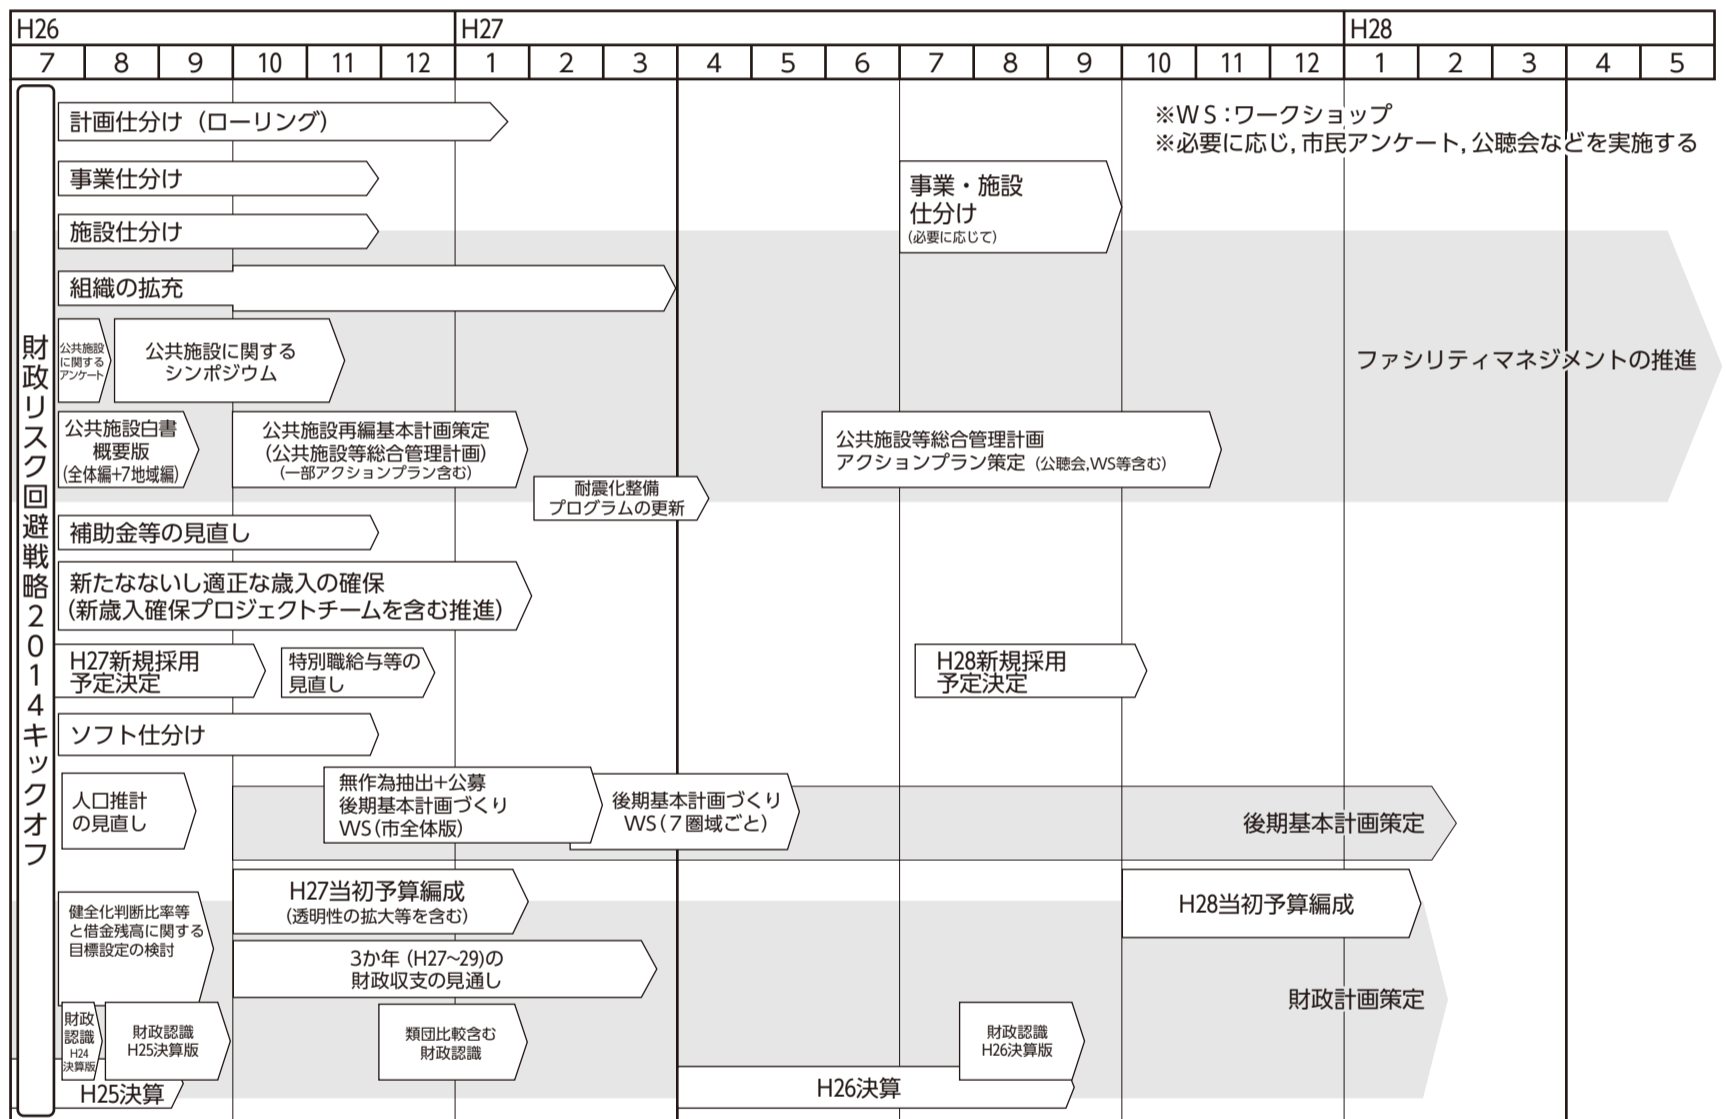 H26 H27 H28
7 8 9 10 11 12 1 2 3 4 5 6 7 8 9 10 11 12 1 2 3 4 5
財政リスク回避戦略2014キックオフ
計画仕分け（ローリング）
※WS：ワークショップ
※必要に応じ,市民アンケート,公聴会などを実施する
事業仕分け
事業・施設
仕分け
(必要に応じて)
施設仕分け
組織の拡充
公共施設
に関する
アンケート
公共施設に関する
シンポジウム
ファシリティマネジメントの推進
公共施設白書
概要版
(全体編+7地域編)
公共施設再編基本計画策定
(公共施設等総合管理計画)
(一部アクションプラン含む)
公共施設等総合管理計画
アクションプラン策定 (公聴会,WS等含む)
耐震化整備
プログラムの更新
補助金等の見直し
新たなないし適正な歳入の確保
(新歳入確保プロジェクトチームを含む推進)
H27新規採用
予定決定
特別職給与等の
見直し
H28新規採用
予定決定
ソフト仕分け
人口推計
の見直し
無作為抽出+公募
後期基本計画づくり
WS(市全体版)
後期基本計画づくり
WS(7圏域ごと)
後期基本計画策定
健全化判断比率等
と借金残高に関する
目標設定の検討
H27当初予算編成
(透明性の拡大等を含む)
H28当初予算編成
3か年 (H27~29)の
財政収支の見通し
財政計画策定
財政
認識
H24
決算版
財政認識
H25決算版
類団比較含む
財政認識
財政認識
H26決算版
H25決算
H26決算